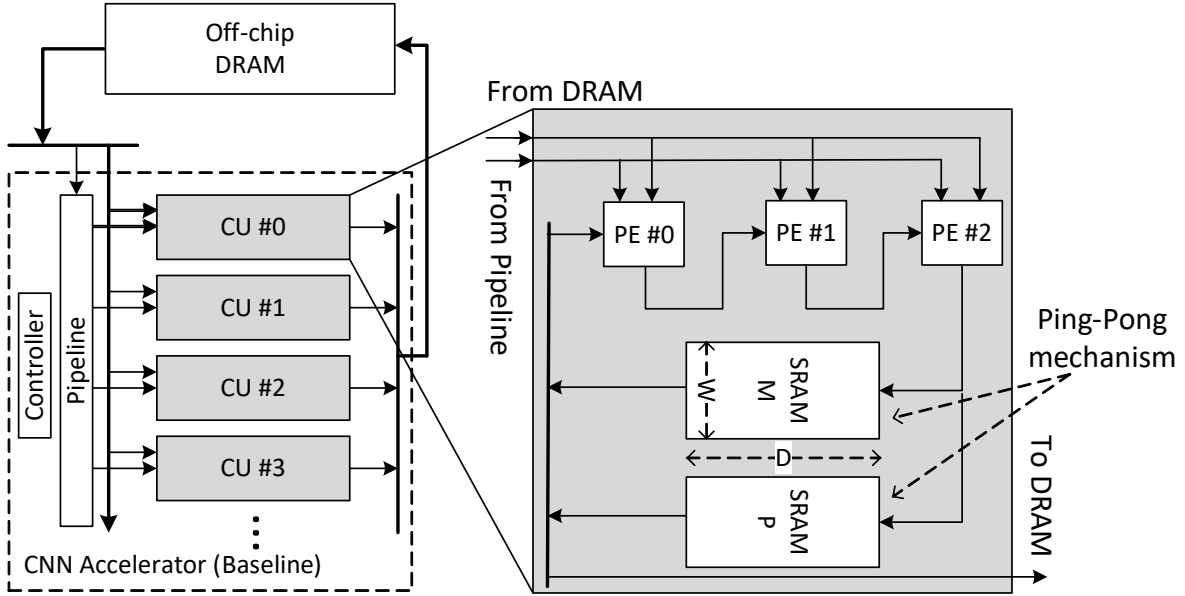 Off-chip
DRAM
From DRAM
From Pipeline
CU #0
CU #1
CU #2
CU #3
Controller
Pipeline
CNN Accelerator (Baseline)
PE #0
PE #1
PE #2
SRAM
M
W
D
SRAM
P
Ping-Pong
mechanism
To DRAM